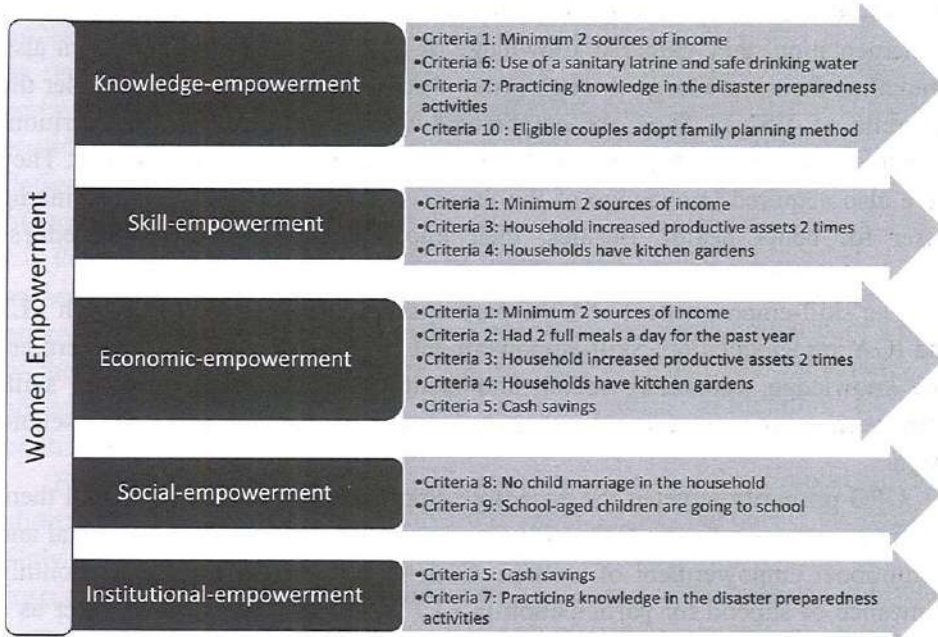 Women Empowerment
Knowledge-empowerment
•Criteria 1: Minimum 2 sources of income
•Criteria 6: Use of a sanitary latrine and safe drinking water
•Criteria 7: Practicing knowledge in the disaster preparedness
activities
•Criteria 10 : Eligible couples adopt family planning method
Skill-empowerment
•Criteria 1: Minimum 2 sources of income
•Criteria 3: Household increased productive assets 2 times
•Criteria 4: Households have kitchen gardens
Economic-empowerment
•Criteria 1: Minimum 2 sources of income
•Criteria 2: Had 2 full meals a day for the past year
•Criteria 3: Household increased productive assets 2 times
•Criteria 4: Households have kitchen gardens
•Criteria 5: Cash savings
Social-empowerment
•Criteria 8: No child marriage in the household
•Criteria 9: School-aged children are going to school
Institutional-empowerment
•Criteria 5: Cash savings
•Criteria 7: Practicing knowledge in the disaster preparedness
activities